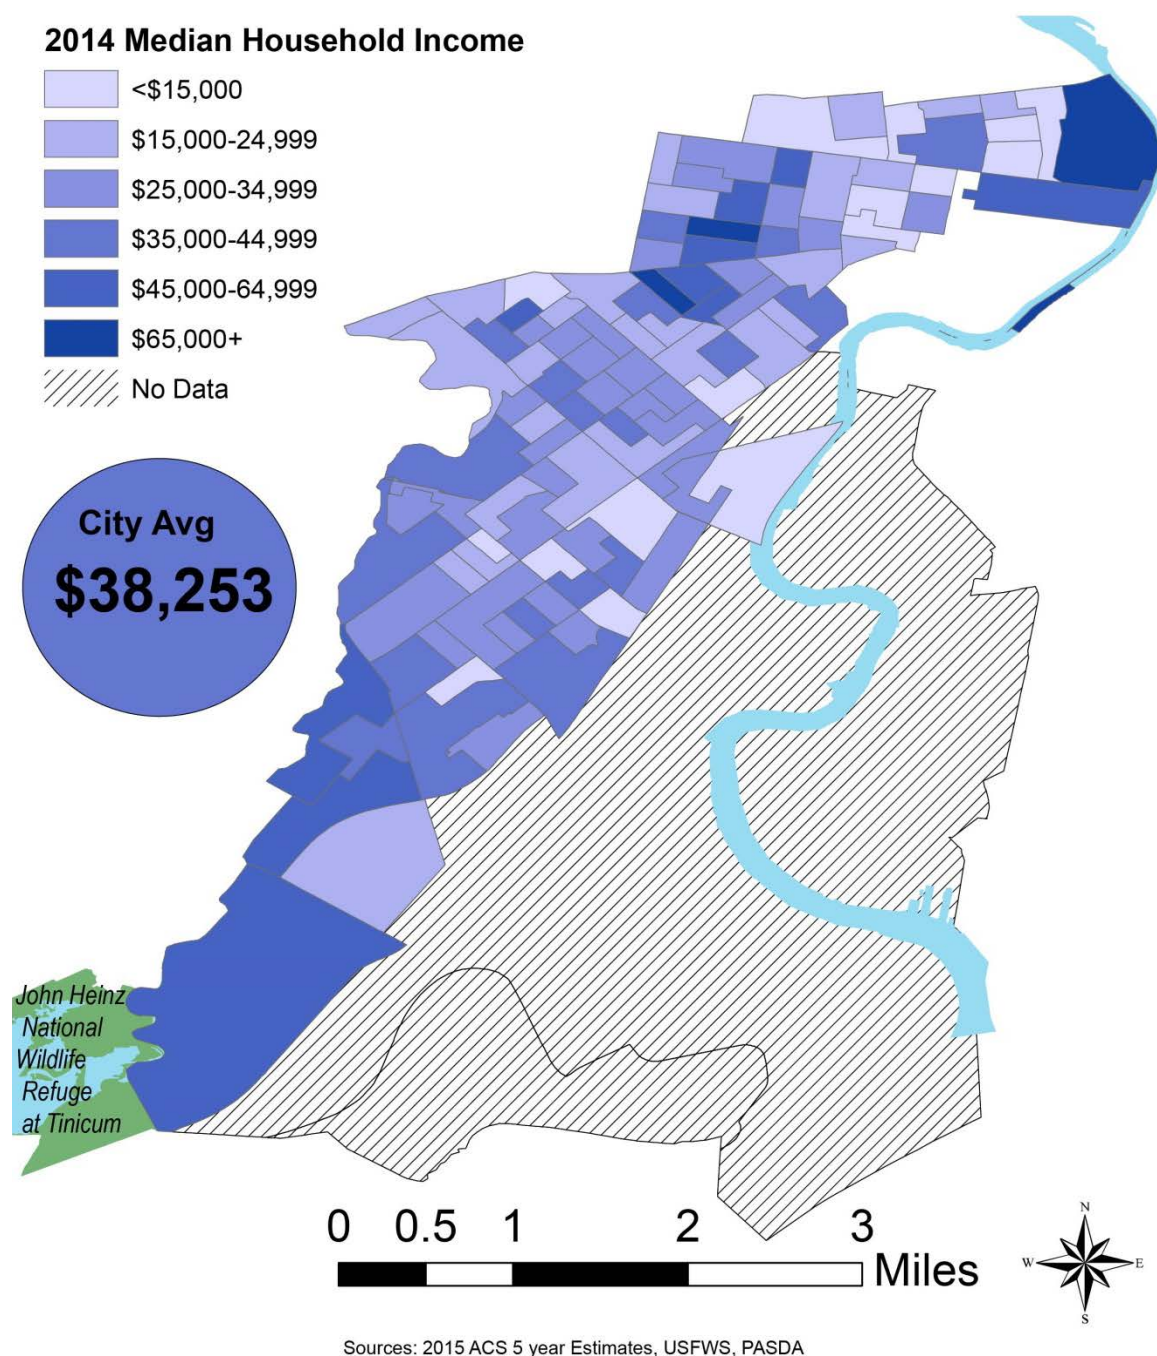 2014 Median Household Income
<$15,000
$15,000-24,999
$25,000-34,999
$35,000-44,999
$45,000-64,999
$65,000+
No Data
City Avg
$38,253
John Heinz
National
Wildlife
Refuge
at Tinicum
0 0.5 1 2 3
Miles
N
W E
S
Sources: 2015 ACS 5 year Estimates, USFWS, PASDA